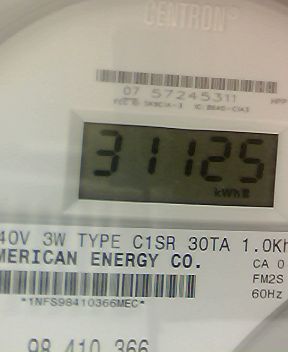 CENTRON®
07 57245311
31125
kWh
40V 3W TYPE C1SR 30TA 1.0Kh
MERICAN ENERGY CO.
CA 0
FM2S
*1NFS98410366MEC*
60Hz
98 410 366